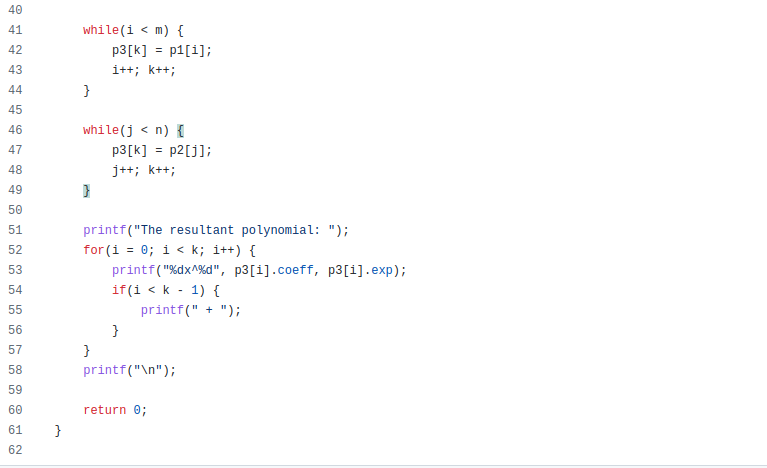 40
41 while(i < m) {
42 p3[k] = p1[i];
43 i++; k++;
44 }
45
46 while(j < n) {
47 p3[k] = p2[j];
48 j++; k++;
49 }
50
51 printf("The resultant polynomial: ");
52 for(i = 0; i < k; i++) {
53 printf("%dx^%d", p3[i].coeff, p3[i].exp);
54 if(i < k - 1) {
55 printf(" + ");
56 }
57 }
58 printf("\n");
59
60 return 0;
61 }
62